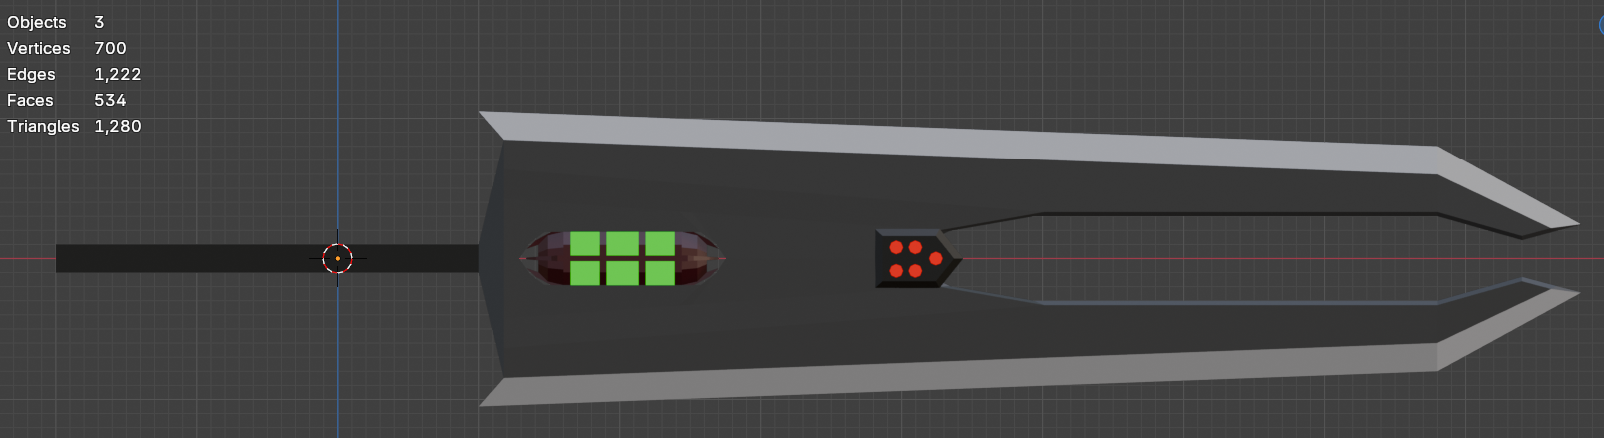 Objects 3
Vertices 700
Edges 1,222
Faces 534
Triangles 1,280